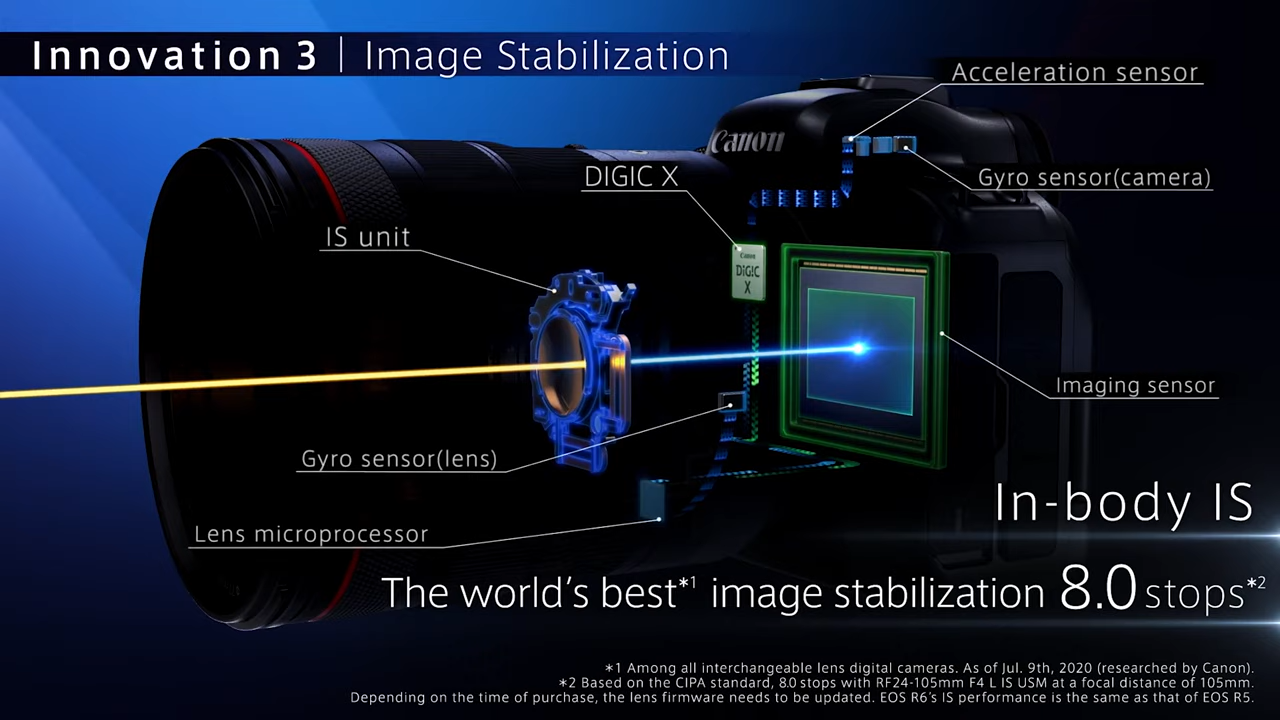 Innovation 3 | Image Stabilization
Acceleration sensor
Canon
DIGIC X
Gyro sensor(camera)
IS unit
Canon
DIGIC
X
Imaging sensor
Gyro sensor(lens)
In-body IS
Lens microprocessor
The world's best*1 image stabilization 8.0 stops*2
*1 Among all interchangeable lens digital cameras. As of Jul. 9th, 2020 (researched by Canon).
*2 Based on the CIPA standard, 8.0 stops with RF24-105mm F4 L IS USM at a focal distance of 105mm.
Depending on the time of purchase, the lens firmware needs to be updated. EOS R6's IS performance is the same as that of EOS R5.